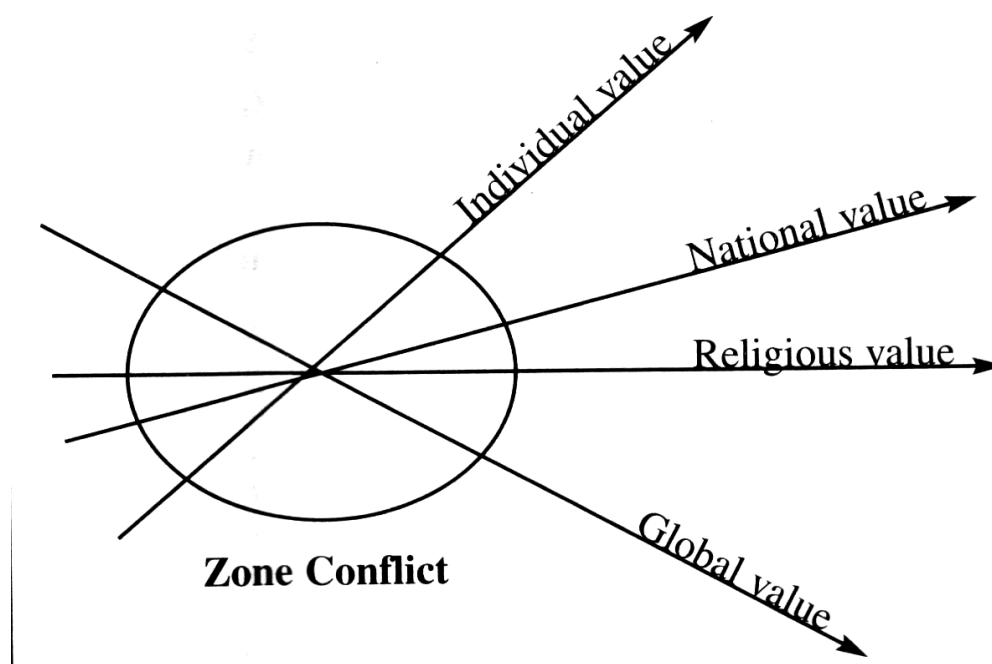 Individual value
National value
Religious value
Global value
Zone Conflict